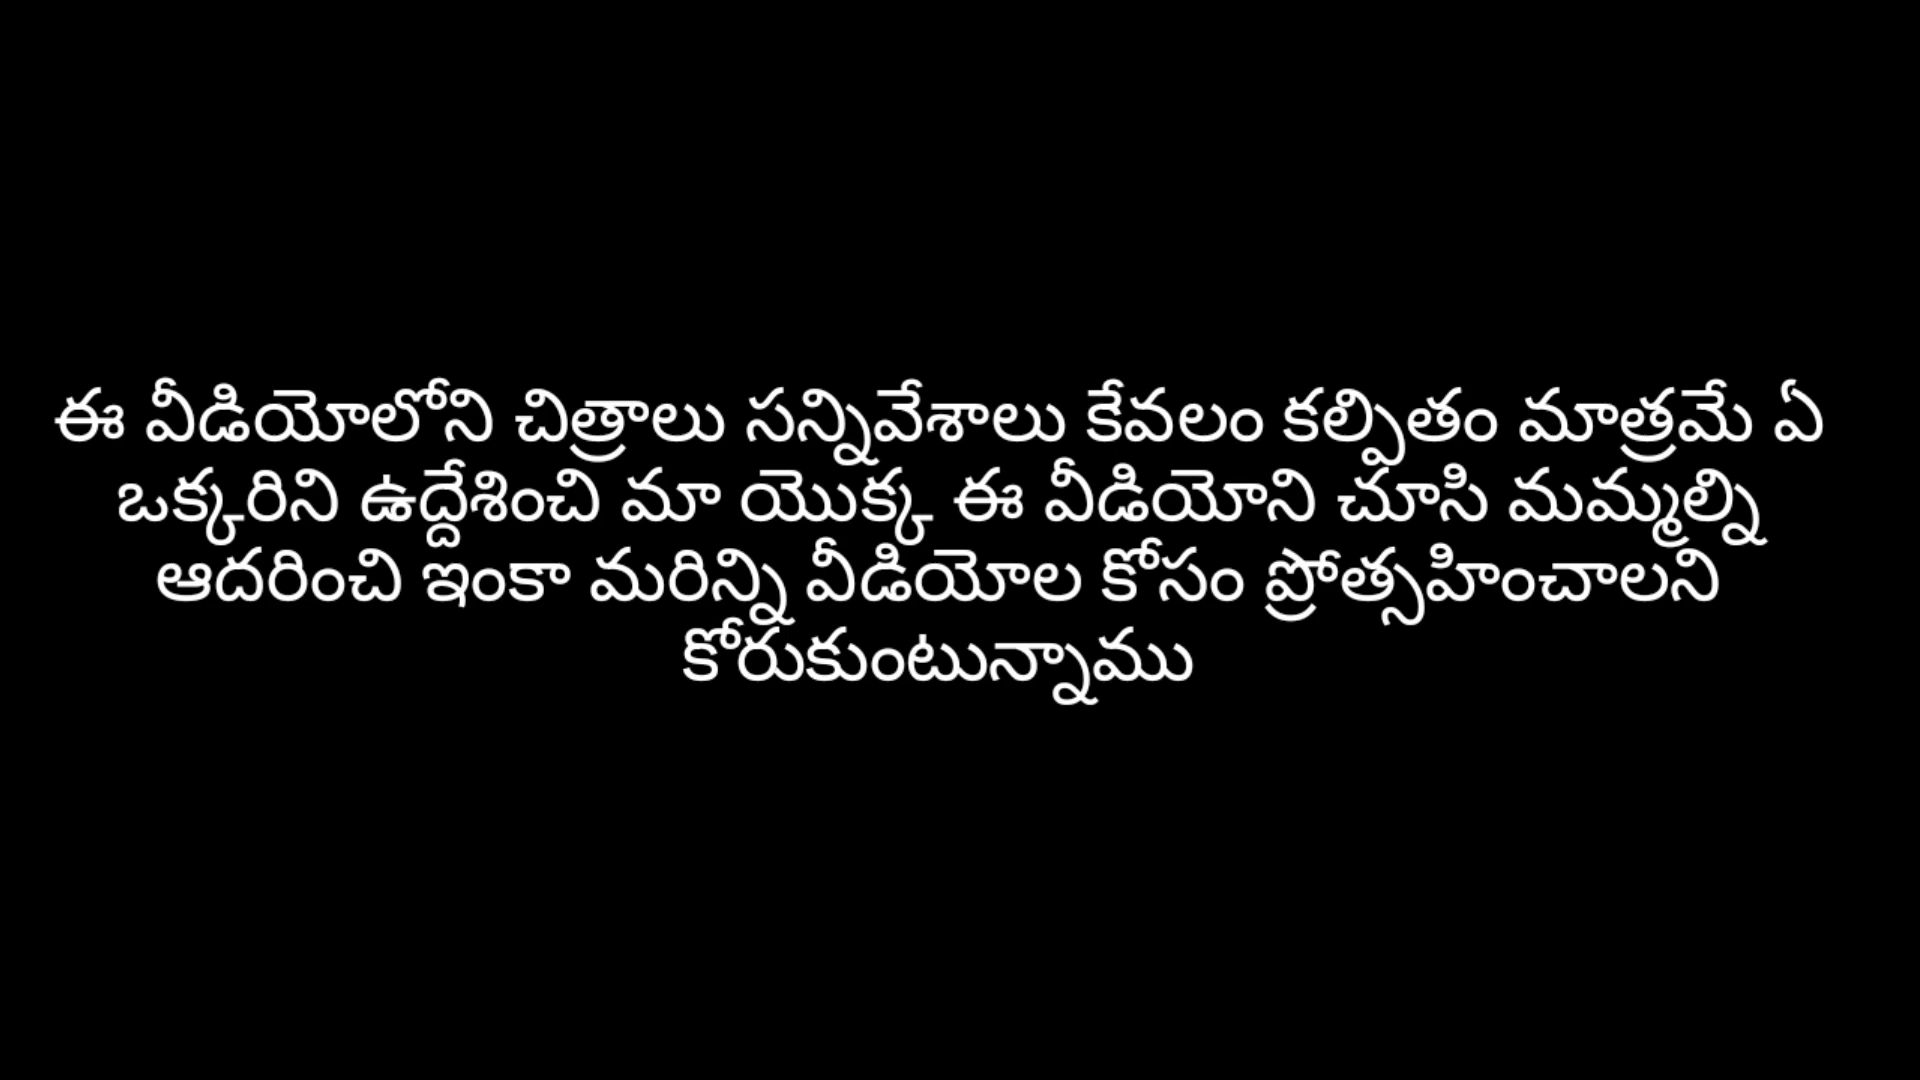 ఈ వీడియోలోని చిత్రాలు సన్నివేశాలు కేవలం కల్పితం మాత్రమే ఏ
ఒక్కరిని ఉద్దేశించి మా యొక్క ఈ వీడియోని చూసి మమ్మల్ని
ఆదరించి ఇంకా మరిన్ని వీడియోల కోసం ప్రోత్సహించాలని
కోరుకుంటున్నాము